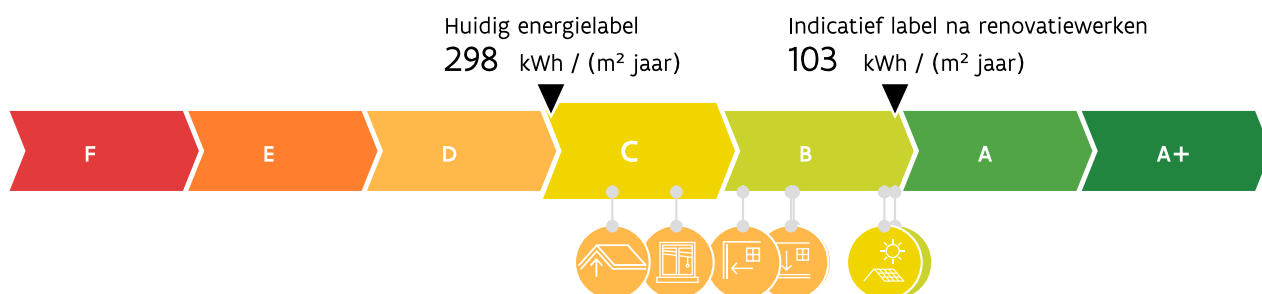 Huidig energielabel
298 kWh / (m² jaar)
Indicatief label na renovatiewerken
103 kWh / (m² jaar)
F E D C B A A+